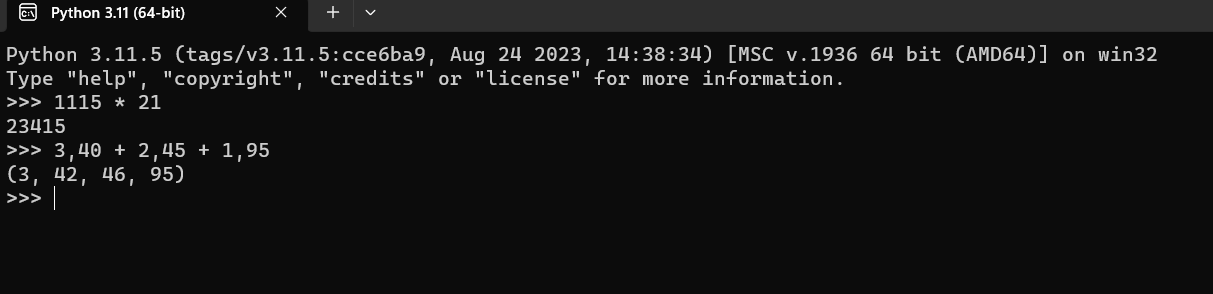 Python 3.11 (64-bit)
Python 3.11.5 (tags/v3.11.5:cce6ba9, Aug 24 2023, 14:38:34) [MSC v.1936 64 bit (AMD64)] on win32
Type "help", "copyright", "credits" or "license" for more information.
>>> 1115 * 21
23415
>>> 3,40 + 2,45 + 1,95
(3, 42, 46, 95)
>>>